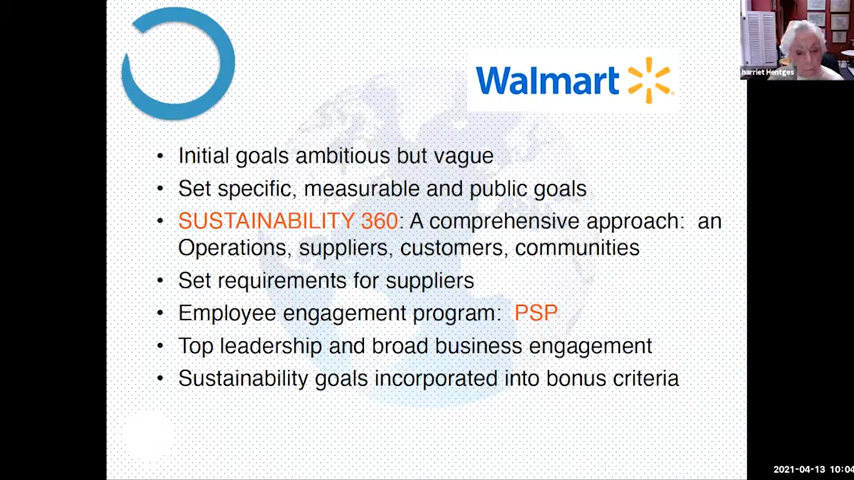 Walmart
harriet Hentges
• Initial goals ambitious but vague
• Set specific, measurable and public goals
• SUSTAINABILITY 360: A comprehensive approach: an
Operations, suppliers, customers, communities
• Set requirements for suppliers
• Employee engagement program: PSP
• Top leadership and broad business engagement
• Sustainability goals incorporated into bonus criteria
2021-04-13 10:04